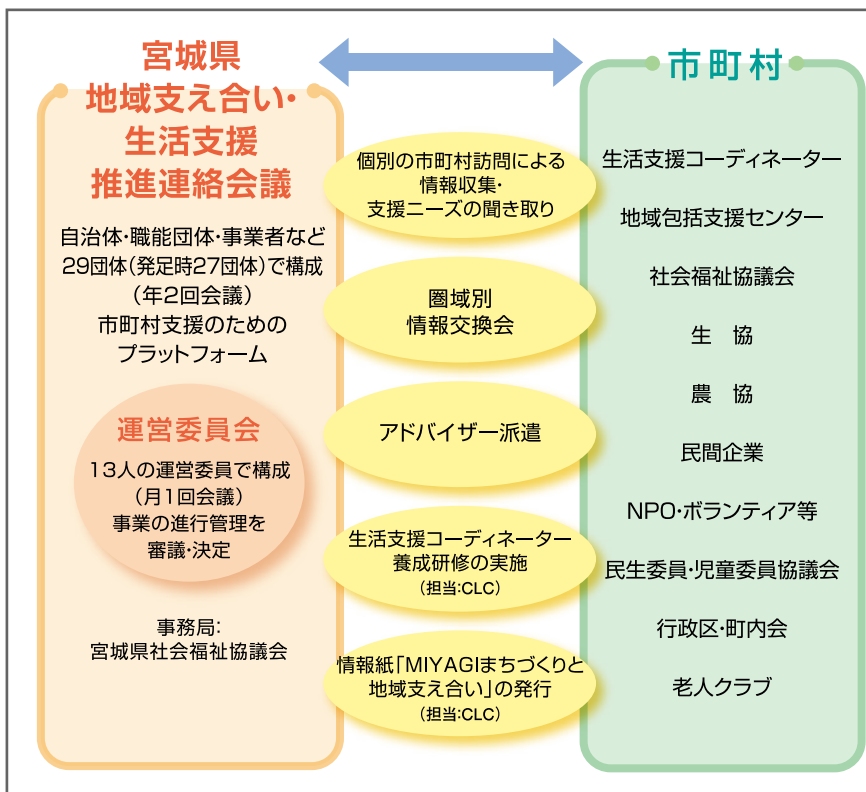 宮城県
地域支え合い・
生活支援
推進連絡会議
自治体・職能団体・事業者など
29団体(発足時27団体)で構成
(年2回会議)
市町村支援のための
プラットフォーム
運営委員会
13人の運営委員で構成
(月1回会議)
事業の進行管理を
審議・決定
事務局:
宮城県社会福祉協議会
個別の市町村訪問による
情報収集・
支援ニーズの聞き取り
圏域別
情報交換会
アドバイザー派遣
生活支援コーディネーター
養成研修の実施
(担当:CLC)
情報紙「MIYAGIまちづくりと
地域支え合い」の発行
(担当:CLC)
市町村
生活支援コーディネーター
地域包括支援センター
社会福祉協議会
生　協
農　協
民間企業
NPO・ボランティア等
民生委員・児童委員協議会
行政区・町内会
老人クラブ